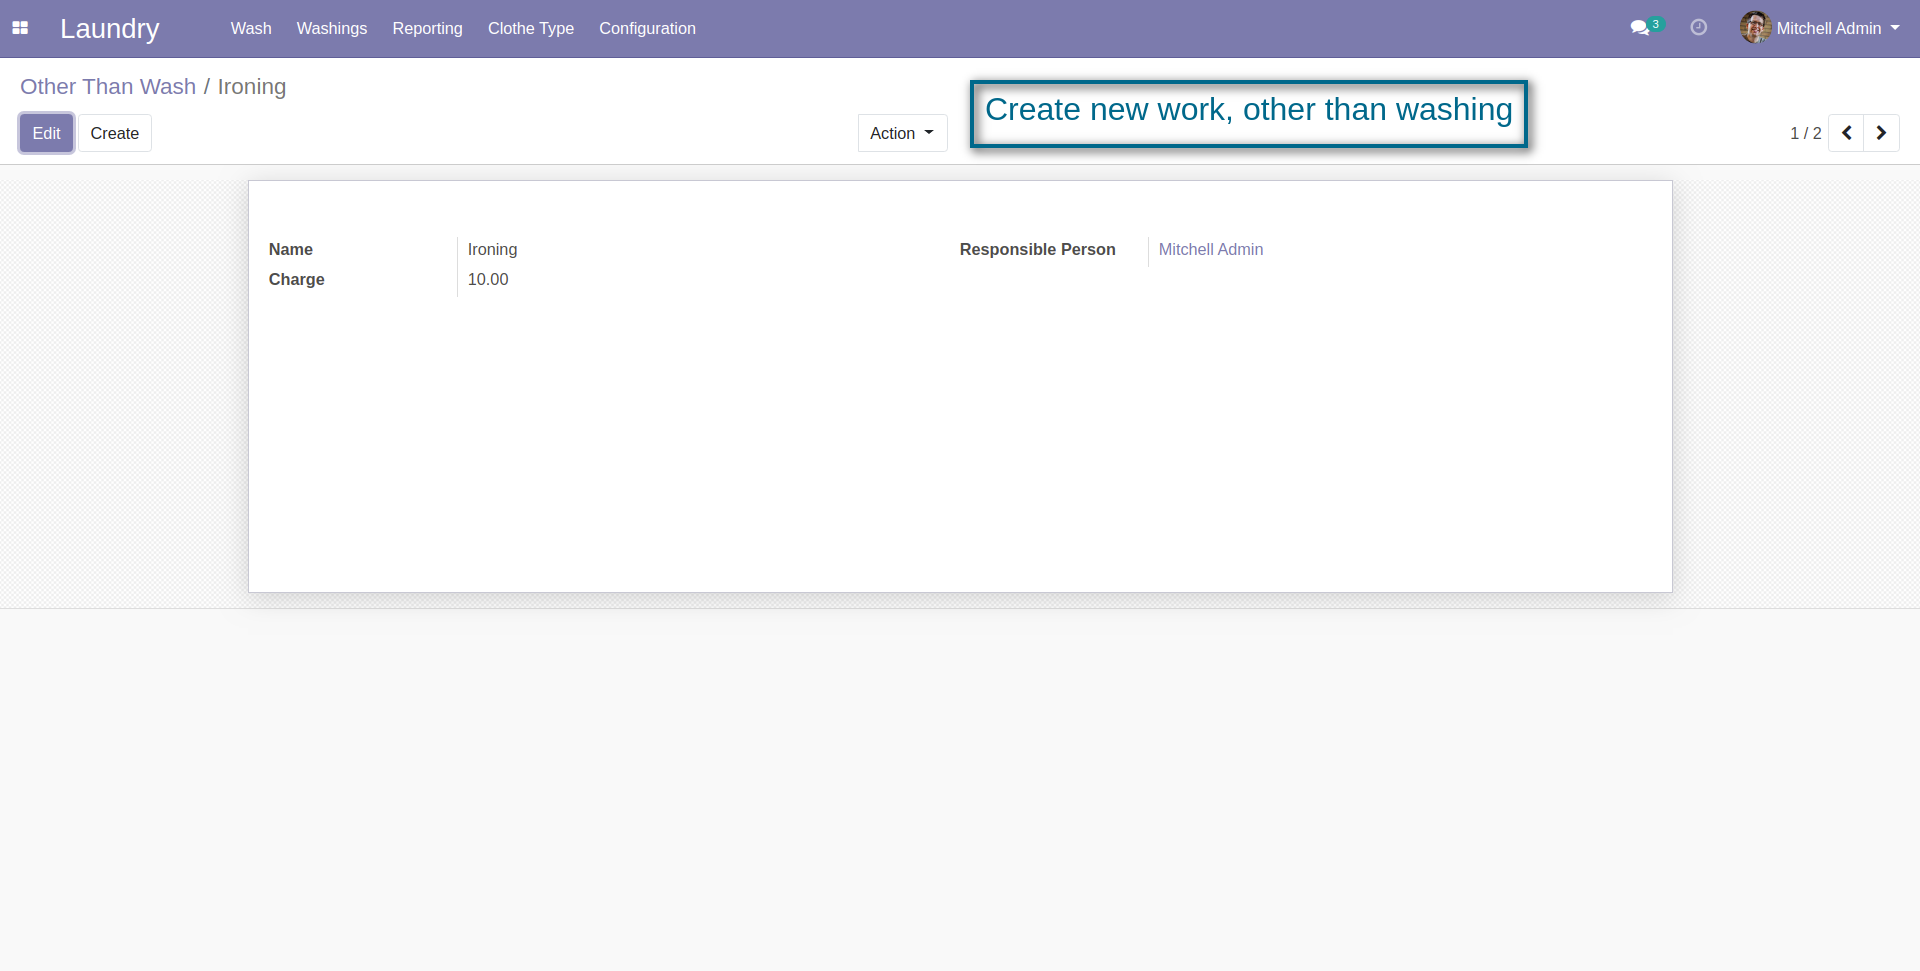 Laundry Wash Washings Reporting Clothe Type Configuration 3 Mitchell Admin
Other Than Wash / Ironing
Create new work, other than washing
Edit Create Action 1 / 2
Name Ironing Responsible Person Mitchell Admin
Charge 10.00